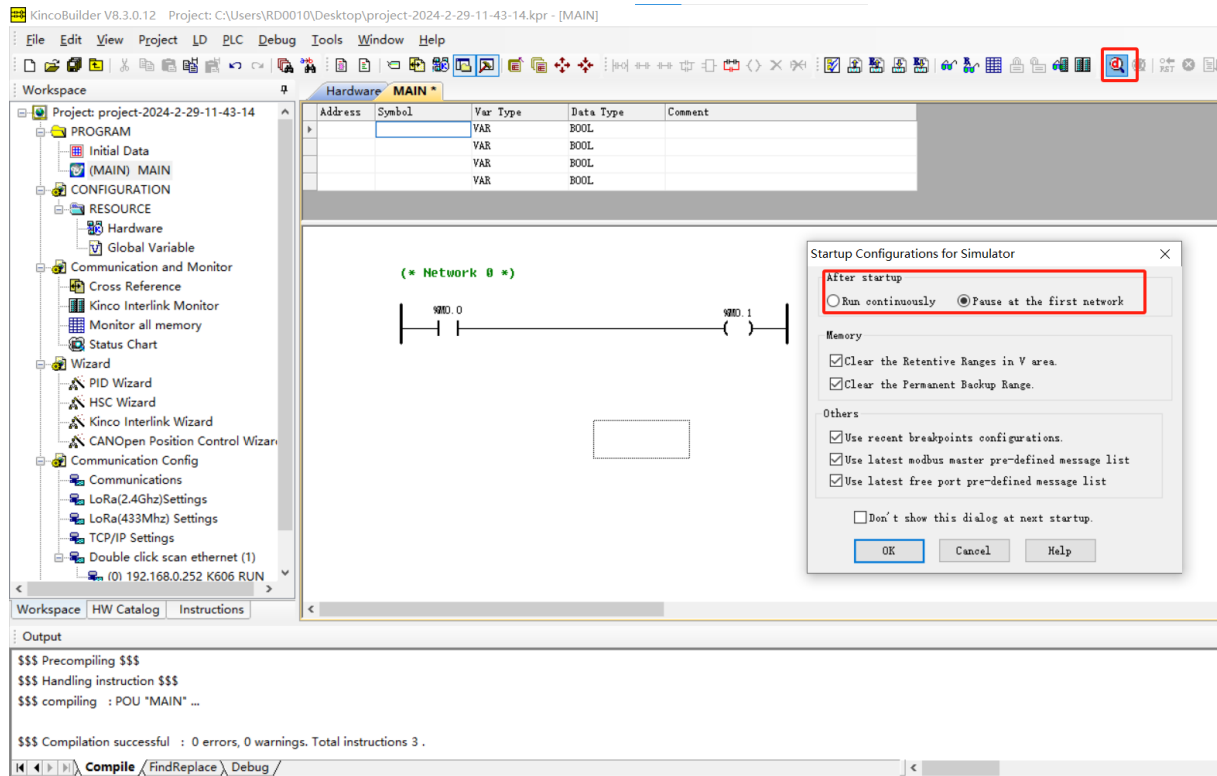 KincoBuilder V8.3.0.12 Project: C:\Users\RD0010\Desktop\project-2024-2-29-11-43-14.kpr - [MAIN]
File Edit View Project LD PLC Debug Tools Window Help
Workspace
Project: project-2024-2-29-11-43-14
PROGRAM
Initial Data
(MAIN) MAIN
CONFIGURATION
RESOURCE
Hardware
Global Variable
Communication and Monitor
Cross Reference
Kinco Interlink Monitor
Monitor all memory
Status Chart
Wizard
PID Wizard
HSC Wizard
Kinco Interlink Wizard
CANOpen Position Control Wizar
Communication Config
Communications
LoRa(2.4Ghz)Settings
LoRa(433Mhz) Settings
TCP/IP Settings
Double click scan ethernet (1)
(0) 192.168.0.252 K606 RUN
Workspace HW Catalog Instructions
Hardware MAIN *
Address Symbol Var Type Data Type Comment
VAR BOOL
VAR BOOL
VAR BOOL
VAR BOOL
(* Network 0 *)
%M0.0 %M0.1
Startup Configurations for Simulator
After startup
Run continuously Pause at the first network
Memory
Clear the Retentive Ranges in V area.
Clear the Permanent Backup Range.
Others
Use recent breakpoints configurations.
Use latest modbus master pre-defined message list
Use latest free port pre-defined message list
Don't show this dialog at next startup.
OK Cancel Help
Output
$$$ Precompiling $$$
$$$ Handling instruction $$$
$$$ compiling : POU "MAIN" ...
$$$ Compilation successful : 0 errors, 0 warnings. Total instructions 3 .
Compile FindReplace Debug